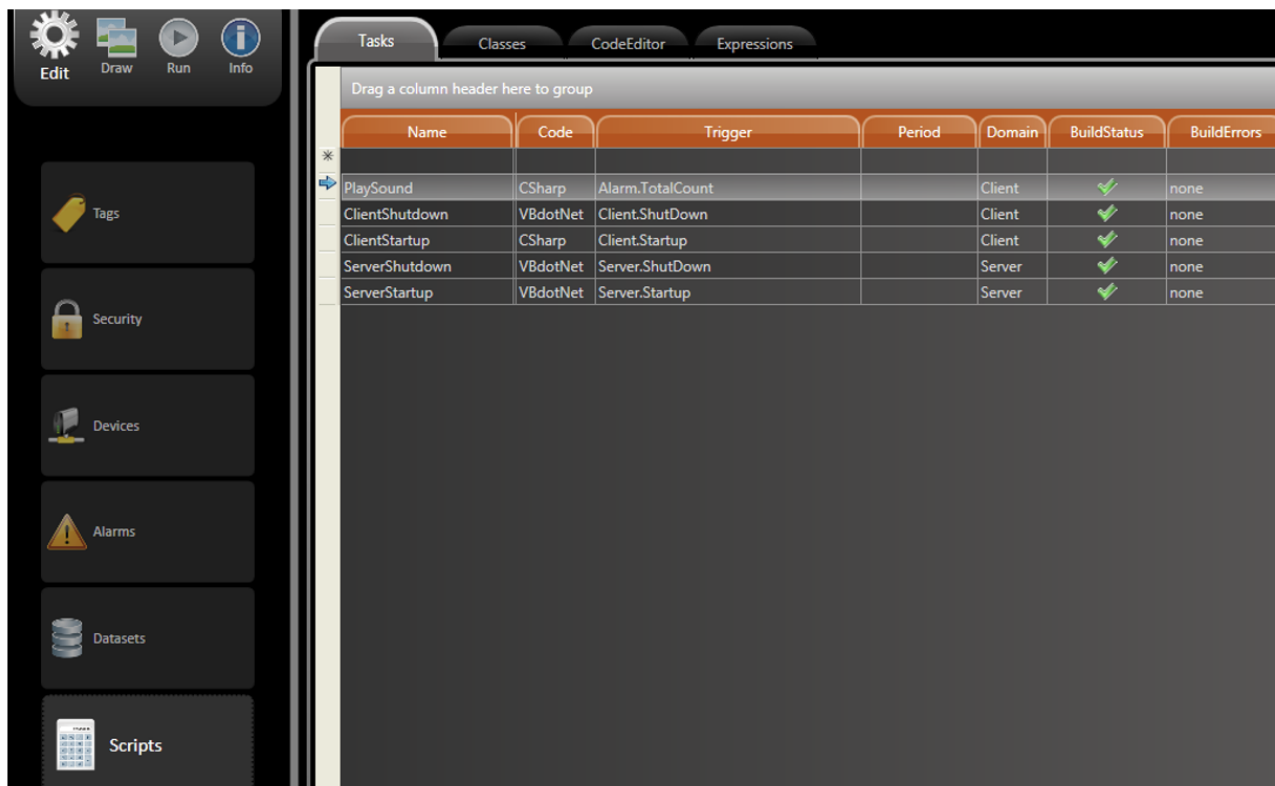 Edit Draw Run Info
Tasks Classes CodeEditor Expressions
Drag a column header here to group
Name Code Trigger Period Domain BuildStatus BuildErrors
PlaySound CSharp Alarm.TotalCount Client none
ClientShutdown VBdotNet Client.ShutDown Client none
ClientStartup CSharp Client.Startup Client none
ServerShutdown VBdotNet Server.ShutDown Server none
ServerStartup VBdotNet Server.Startup Server none
Tags
Security
Devices
Alarms
Datasets
Scripts